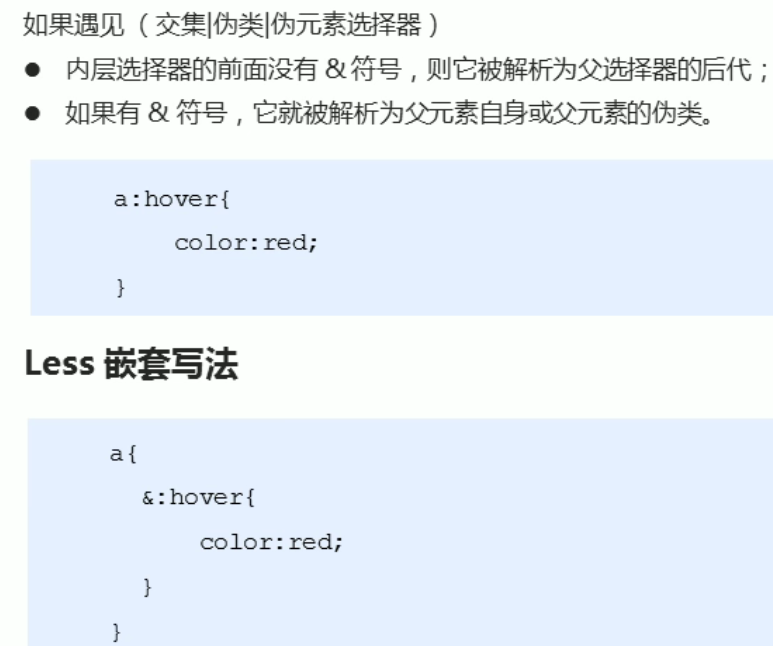 如果遇见（交集|伪类|伪元素选择器）
● 内层选择器的前面没有 & 符号，则它被解析为父选择器的后代；
● 如果有 & 符号，它就被解析为父元素自身或父元素的伪类。
a:hover{
color:red;
}
Less 嵌套写法
a{
&:hover{
color:red;
}
}